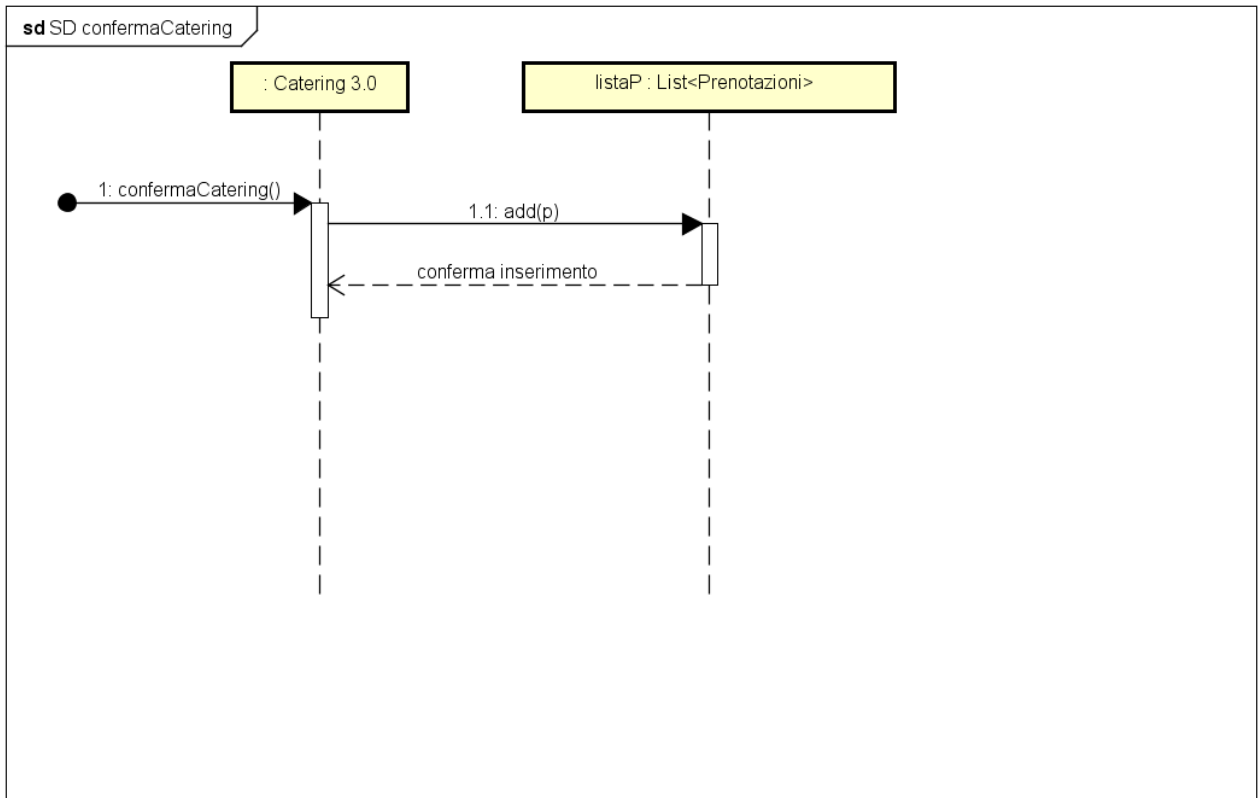 sd SD confermaCatering
: Catering 3.0
listaP : List<Prenotazioni>
1: confermaCatering()
1.1: add(p)
conferma inserimento